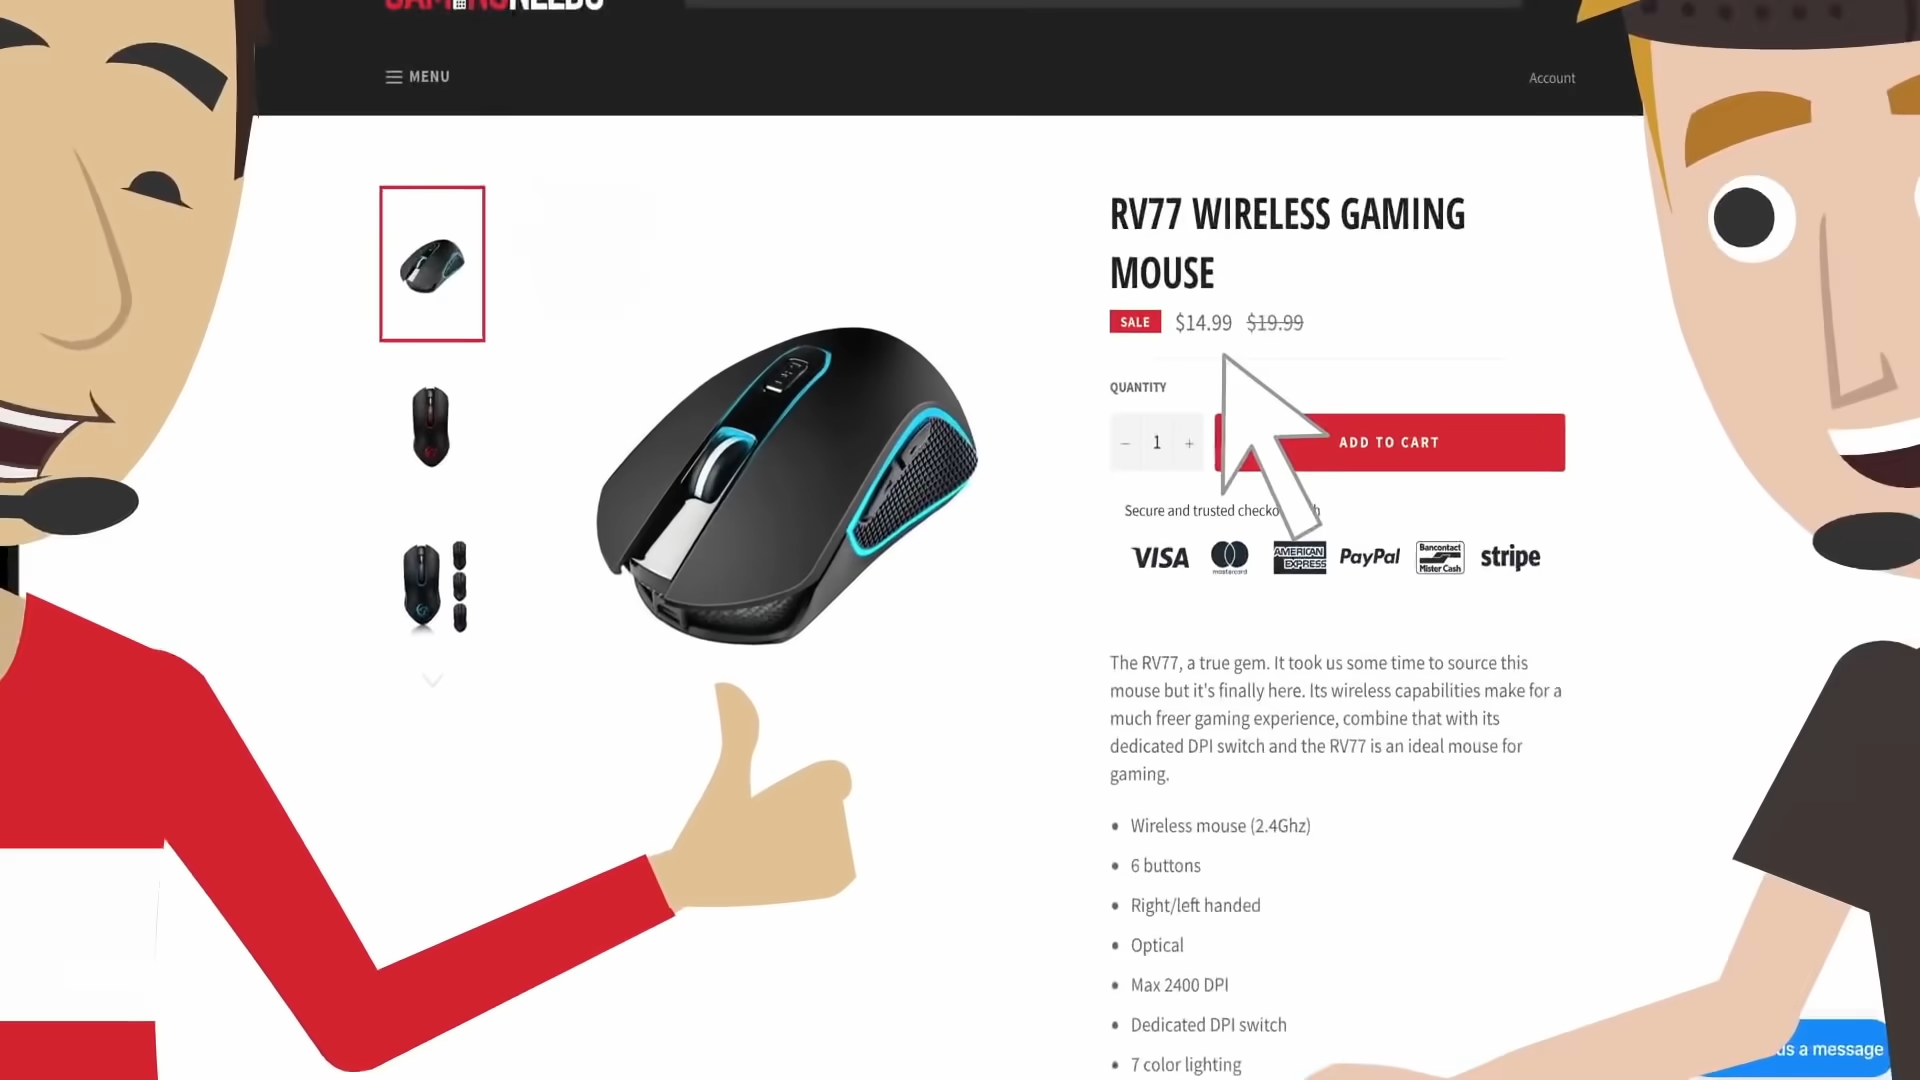 MENU
Account
RV77 WIRELESS GAMING
MOUSE
SALE $14.99 $19.99
QUANTITY
− 1 +
ADD TO CART
Secure and trusted
VISA mastercard AMERICAN EXPRESS PayPal Bancontact Mister Cash stripe
The RV77, a true gem. It took us some time to source this
mouse but it's finally here. Its wireless capabilities make for a
much freer gaming experience, combine that with its
dedicated DPI switch and the RV77 is an ideal mouse for
gaming.
• Wireless mouse (2.4Ghz)
• 6 buttons
• Right/left handed
• Optical
• Max 2400 DPI
• Dedicated DPI switch
• 7 color lighting
us a message